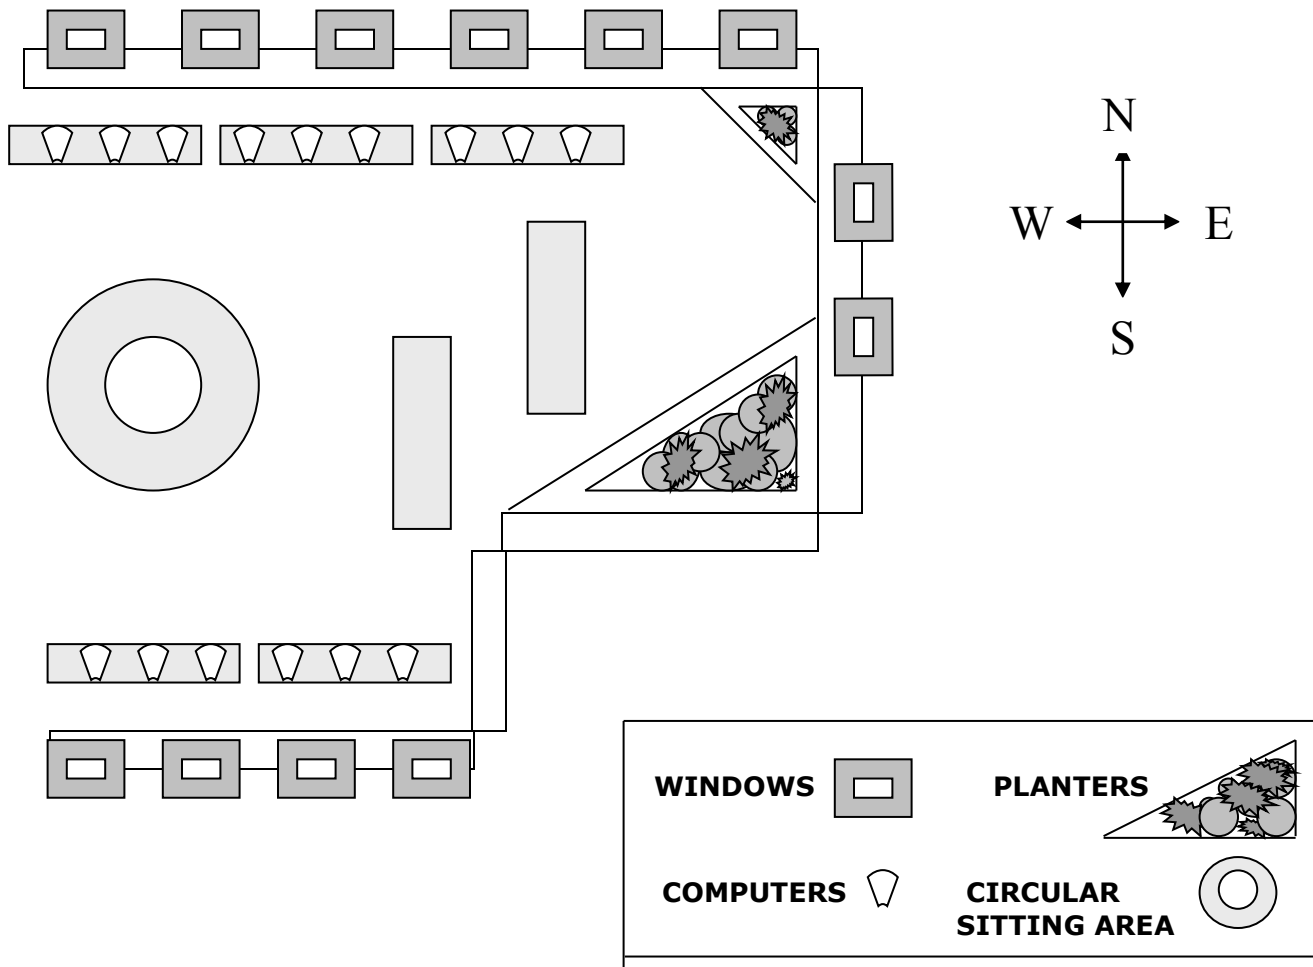 N
W E
S
WINDOWS PLANTERS
COMPUTERS CIRCULAR
SITTING AREA